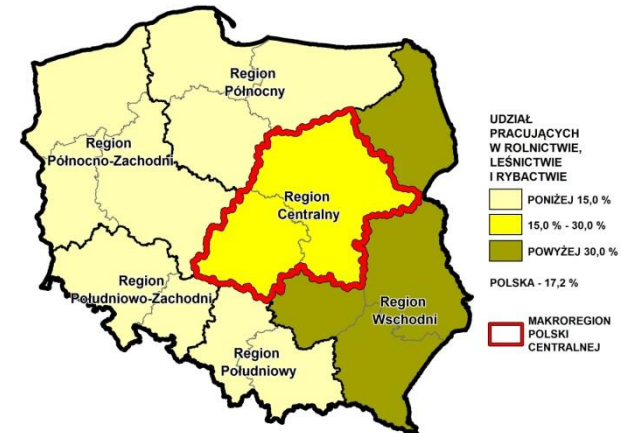 Region
Północny
Region
Północno-Zachodni
Region
Centralny
Region
Południowo-Zachodni
Region
Wschodni
Region
Południowy
UDZIAŁ
PRACUJĄCYCH
W ROLNICTWIE,
LEŚNICTWIE
I RYBACTWIE
PONIŻEJ 15,0 %
15,0 % - 30,0 %
POWYŻEJ 30,0 %
POLSKA - 17,2 %
MAKROREGION
POLSKI
CENTRALNEJ